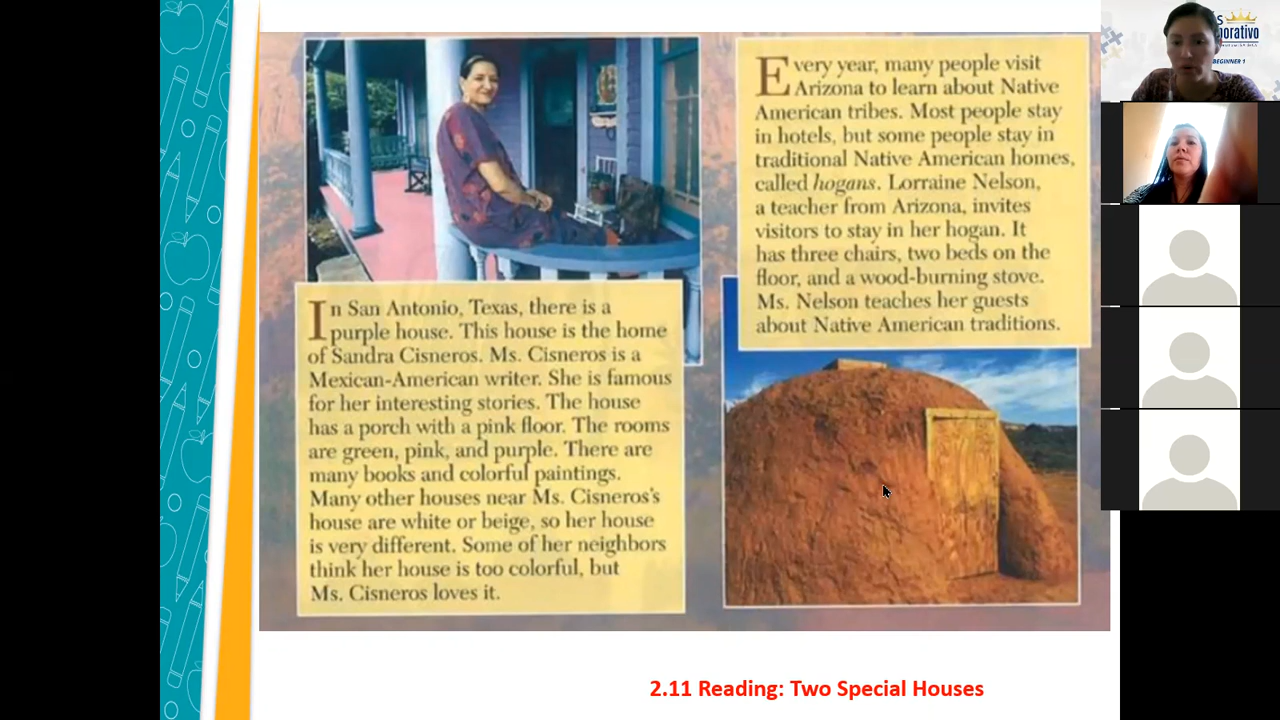 In San Antonio, Texas, there is a
purple house. This house is the home
of Sandra Cisneros. Ms. Cisneros is a
Mexican-American writer. She is famous
for her interesting stories. The house
has a porch with a pink floor. The rooms
are green, pink, and purple. There are
many books and colorful paintings.
Many other houses near Ms. Cisneros's
house are white or beige, so her house
is very different. Some of her neighbors
think her house is too colorful, but
Ms. Cisneros loves it.
Every year, many people visit
Arizona to learn about Native
American tribes. Most people stay
in hotels, but some people stay in
traditional Native American homes,
called hogans. Lorraine Nelson,
a teacher from Arizona, invites
visitors to stay in her hogan. It
has three chairs, two beds on the
floor, and a wood-burning stove.
Ms. Nelson teaches her guests
about Native American traditions.
2.11 Reading: Two Special Houses
BEGINNER 1